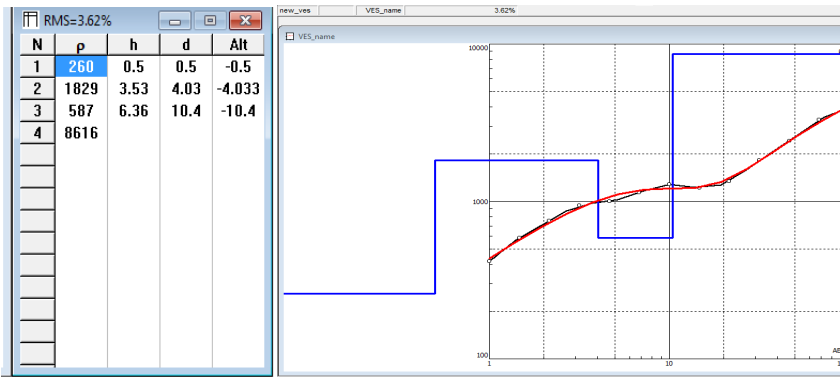 RMS=3.62%
N ρ h d Alt
1 260 0.5 0.5 -0.5
2 1829 3.53 4.03 -4.033
3 587 6.36 10.4 -10.4
4 8616
new_ves VES_name 3.62%
VES_name
10000
1000
100
1 10